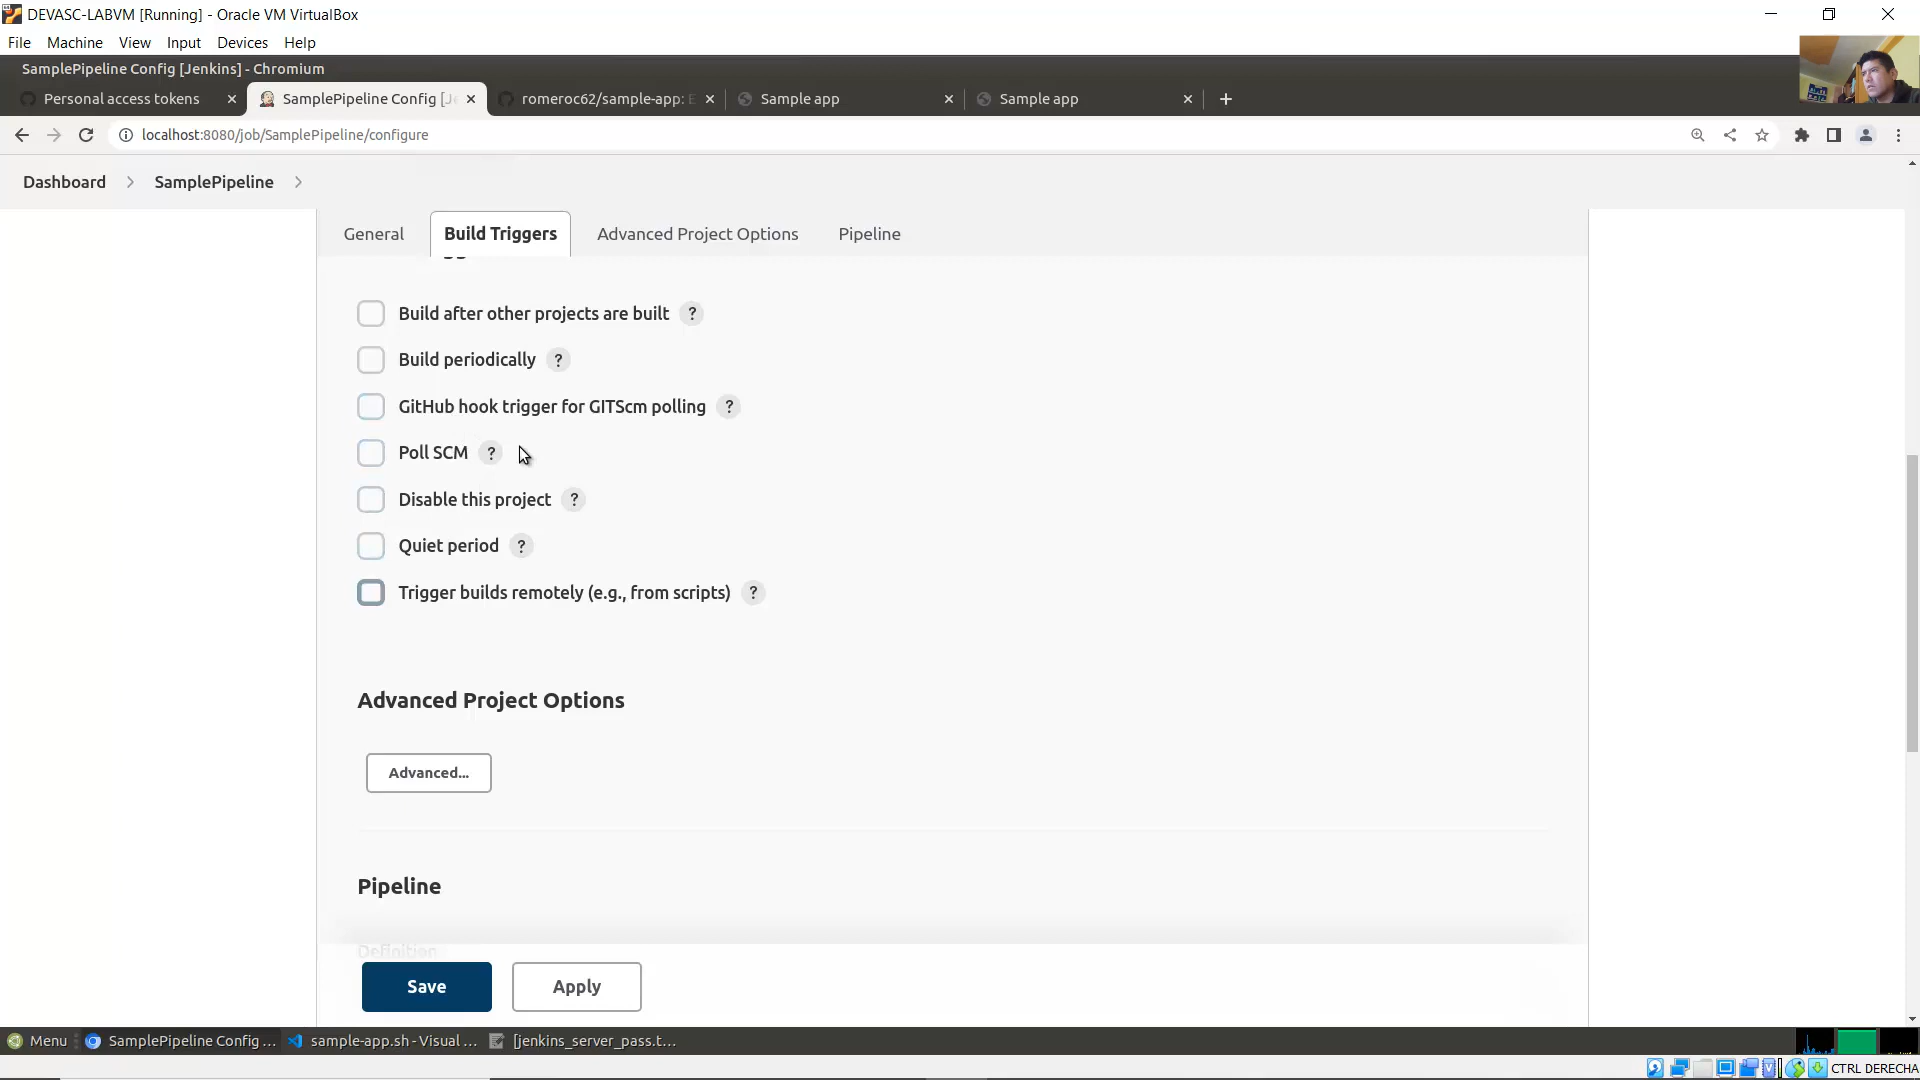 DEVASC-LABVM [Running] - Oracle VM VirtualBox
File Machine View Input Devices Help
SamplePipeline Config [Jenkins] - Chromium
Personal access tokens
SamplePipeline Config [Je
romeroc62/sample-app: E
Sample app
Sample app
localhost:8080/job/SamplePipeline/configure
Dashboard
SamplePipeline
General
Build Triggers
Advanced Project Options
Pipeline
Build after other projects are built ?
Build periodically ?
GitHub hook trigger for GITScm polling ?
Poll SCM ?
Disable this project ?
Quiet period ?
Trigger builds remotely (e.g., from scripts) ?
Advanced Project Options
Advanced...
Pipeline
Definition
Save
Apply
Menu
SamplePipeline Config ...
sample-app.sh - Visual ...
[jenkins_server_pass.t...
CTRL DERECHA